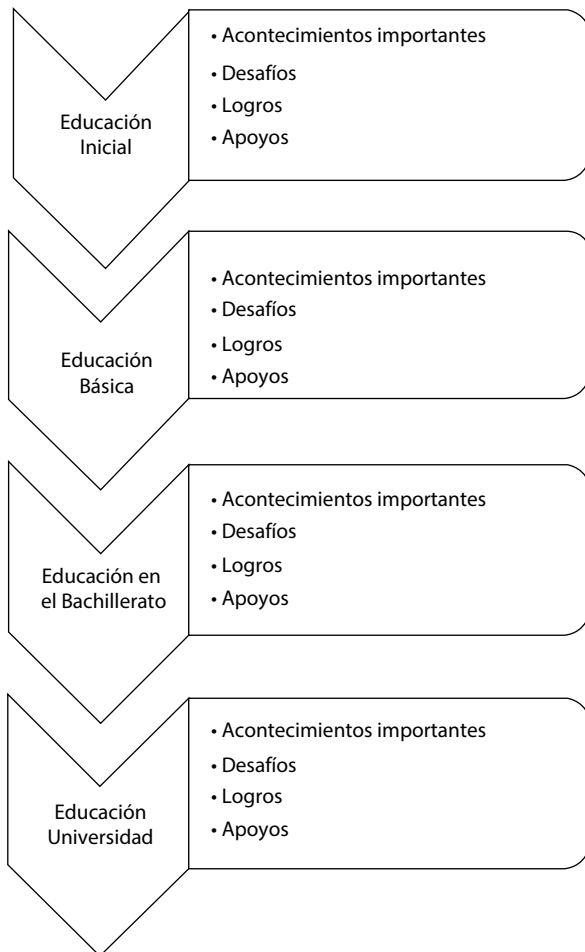 Educación
Inicial
• Acontecimientos importantes
• Desafíos
• Logros
• Apoyos
Educación
Básica
• Acontecimientos importantes
• Desafíos
• Logros
• Apoyos
Educación en
el Bachillerato
• Acontecimientos importantes
• Desafíos
• Logros
• Apoyos
Educación
Universidad
• Acontecimientos importantes
• Desafíos
• Logros
• Apoyos